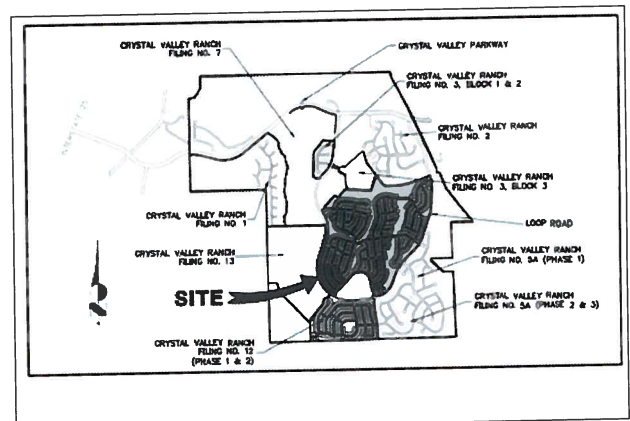 CRYSTAL VALLEY RANCH
FILING NO. 7
CRYSTAL VALLEY PARKWAY
CRYSTAL VALLEY RANCH
FILING NO. 3, BLOCK 1 & 2
CRYSTAL VALLEY RANCH
FILING NO. 2
CRYSTAL VALLEY RANCH
FILING NO. 3, BLOCK 3
CRYSTAL VALLEY RANCH
FILING NO. 1
LOOP ROAD
CRYSTAL VALLEY RANCH
FILING NO. 13
CRYSTAL VALLEY RANCH
FILING NO. 5A (PHASE 1)
SITE
CRYSTAL VALLEY RANCH
FILING NO. 5A (PHASE 2 & 3)
CRYSTAL VALLEY RANCH
FILING NO. 12
(PHASE 1 & 2)